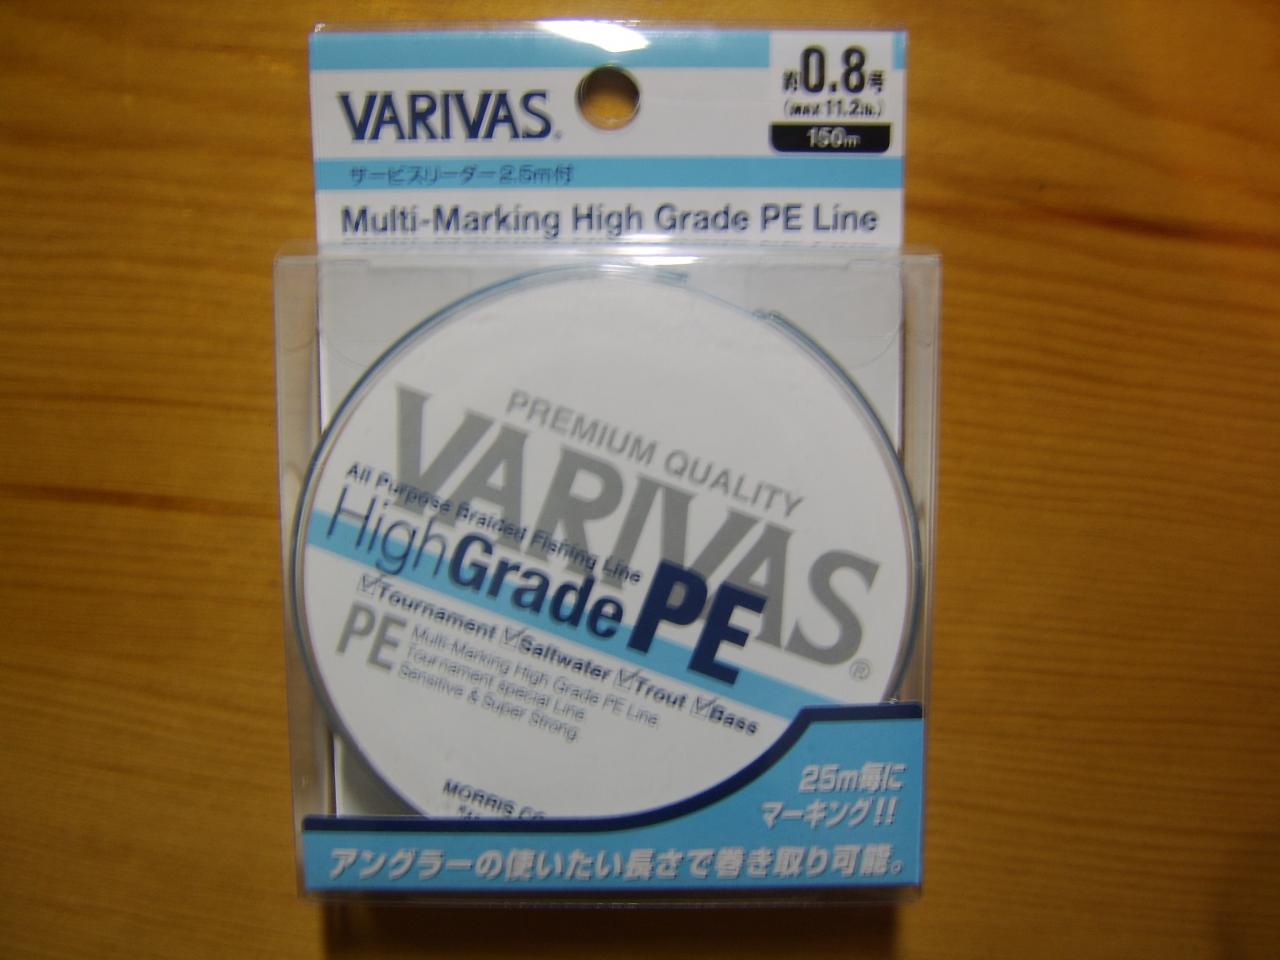 VARIVAS®
約0.8号
(MAX 11.2lb.)
150m
サービスリーダー2.5m付
Multi-Marking High Grade PE Line
PREMIUM QUALITY
VARIVAS®
All Purpose Braided Fishing Line
HighGrade PE
Tournament Saltwater Trout Bass
PE
Multi-Marking High Grade PE Line.
Tournament special Line
Sensitive & Super Strong.
MORRIS CO
25m毎に
マーキング!!
アングラーの使いたい長さで巻き取り可能。